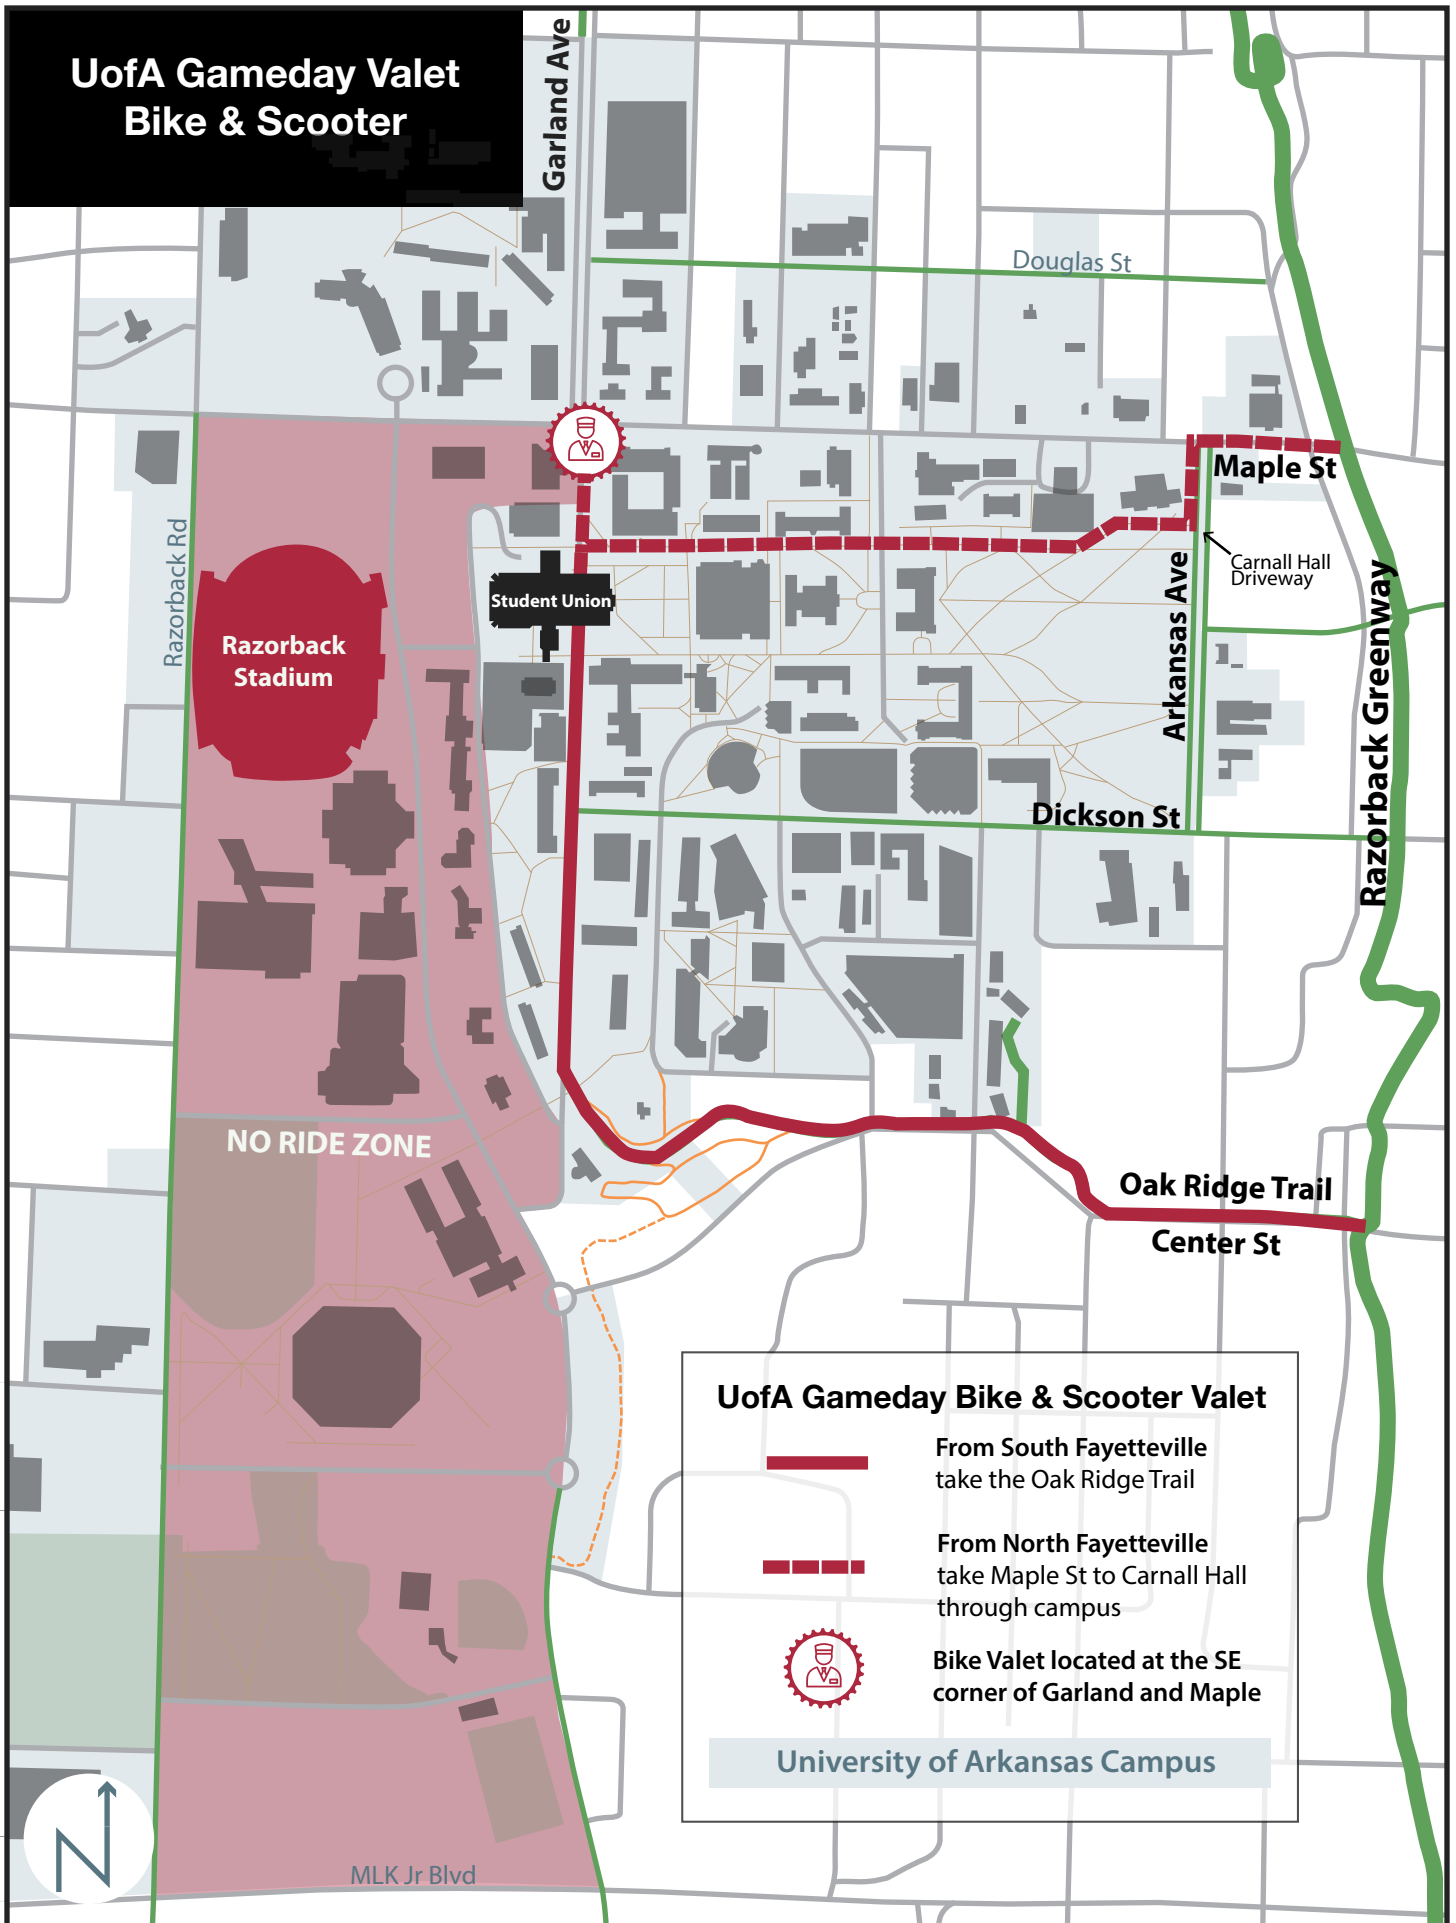 UofA Gameday Valet
Bike & Scooter
Garland Ave
Douglas St
Maple St
Carnall Hall
Driveway
Razorback Rd
Student Union
Razorback
Stadium
Arkansas Ave
Razorback Greenway
Dickson St
NO RIDE ZONE
Oak Ridge Trail
Center St
UofA Gameday Bike & Scooter Valet
From South Fayetteville
take the Oak Ridge Trail
From North Fayetteville
take Maple St to Carnall Hall
through campus
Bike Valet located at the SE
corner of Garland and Maple
University of Arkansas Campus
N
MLK Jr Blvd